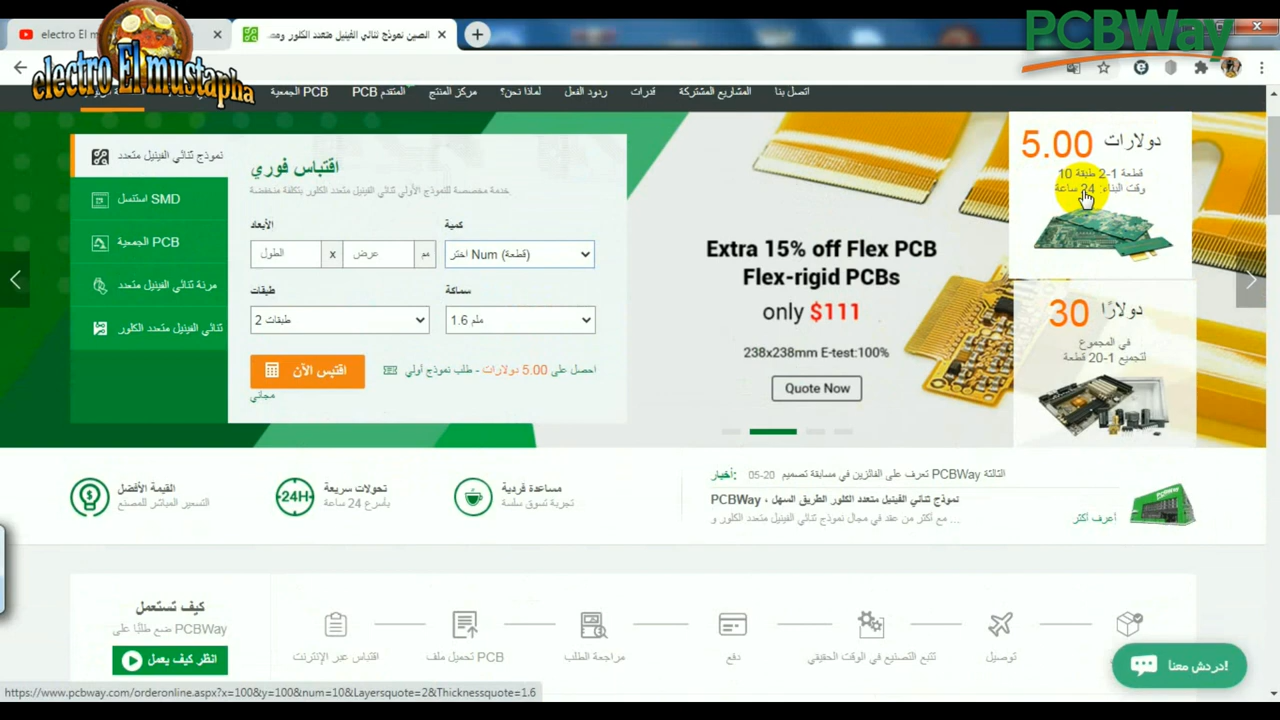 electro El m
الصين نموذج ثنائي الفينيل متعدد الكلور ومم
PCBWay
electro El mustapha
PCB الجمعية
المتقدم PCB
مركز المنتج
لماذا نحن؟
ردود الفعل
قدرات
المشاريع المشتركة
اتصل بنا
نموذج ثنائي الفينيل متعدد
SMD استنسل
PCB الجمعية
مرنة ثنائي الفينيل متعدد
ثنائي الفينيل متعدد الكلور
اقتباس فوري
خدمة مخصصة للنموذج الأولي ثنائي الفينيل متعدد الكلور بتكلفة منخفضة
الأبعاد
كمية
الطول
x
عرض
مم
اختر Num (قطعة)
طبقات
سماكة
2 طبقات
1.6 ملم
اقتبس الآن
احصل على 5.00 دولارات - طلب نموذج أولي
مجاني
Extra 15% off Flex PCB
Flex-rigid PCBs
only $111
238x238mm E-test:100%
Quote Now
5.00 دولارات
قطعة 1-2 طبقة 10
وقت البناء: 24 ساعة
30 دولارًا
في المجموع
لتجميع 1-20 قطعة
القيمة الأفضل
التسعير المباشر للمصنع
24H
تحولات سريعة
بأسرع 24 ساعة
مساعدة فردية
تجربة تسوق سلسة
أخبار:
05-20
الثالثة PCBWay تعرف على الفائزين في مسابقة تصميم
نموذج ثنائي الفينيل متعدد الكلور الطريق السهل ، PCBWay
مع أكثر من عقد في مجال نموذج ثنائي الفينيل متعدد الكلور و ...
أعرف أكثر
كيف تستعمل
PCBWay ضع طلبًا على
انظر كيف يعمل
اقتباس عبر الإنترنت
PCB تحميل ملف
مراجعة الطلب
دفع
تتبع التصنيع في الوقت الحقيقي
توصيل
دردش معنا!
https://www.pcbway.com/orderonline.aspx?x=100&y=100&num=10&Layersquote=2&Thicknessquote=1.6